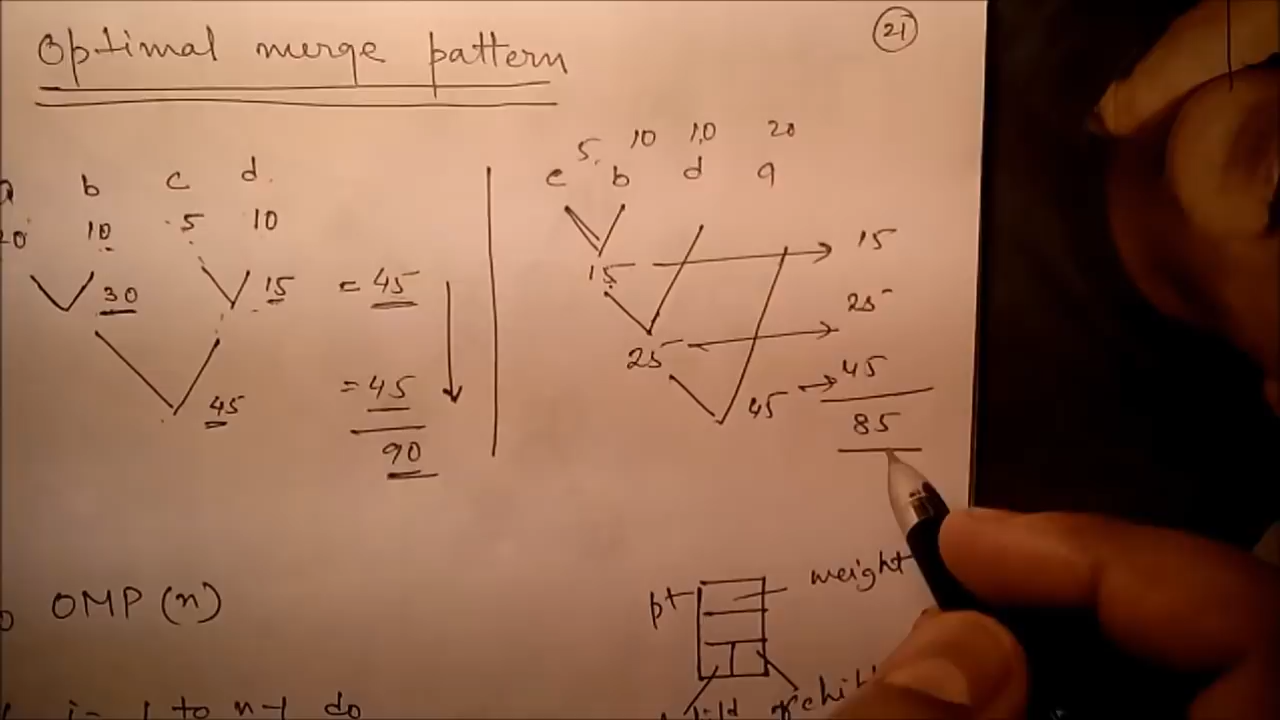 Optimal merge pattern
21
b c d
10 5 10
30 15 = 45
45 = 45
90
5 10 10 20
c b d a
15 15
25 25
45 45
85
OMP (n)
pt weight
i = 1 to n-1 do